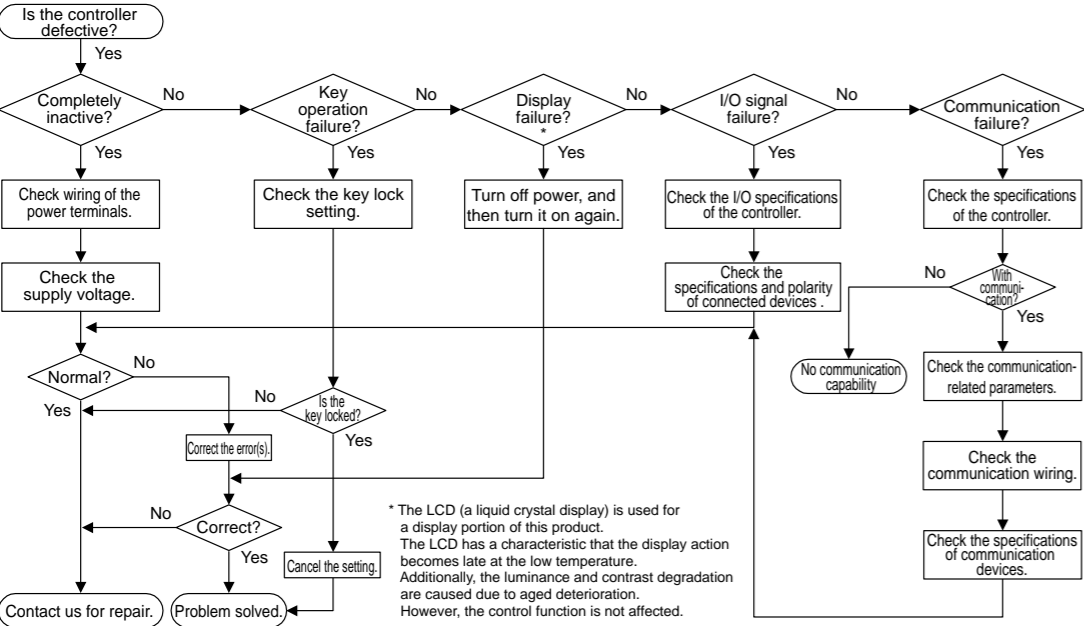 Is the controller
defective?
Yes
Completely
inactive?
No
Key
operation
failure?
No
Display
failure?
*
No
I/O signal
failure?
No
Communication
failure?
Yes
Yes
Yes
Yes
Yes
Check wiring of the
power terminals.
Check the key lock
setting.
Turn off power, and
then turn it on again.
Check the I/O specifications
of the controller.
Check the specifications
of the controller.
Check the
supply voltage.
Check the
specifications and polarity
of connected devices .
No
With
communi-
cation?
Yes
Normal?
No
Yes
No
Is the
key locked?
Yes
No communication
capability
Check the communication-
related parameters.
Correct the error(s).
Check the
communication wiring.
No
Correct?
Yes
Cancel the setting.
* The LCD (a liquid crystal display) is used for
a display portion of this product.
The LCD has a characteristic that the display action
becomes late at the low temperature.
Additionally, the luminance and contrast degradation
are caused due to aged deterioration.
However, the control function is not affected.
Check the specifications
of communication
devices.
Contact us for repair.
Problem solved.